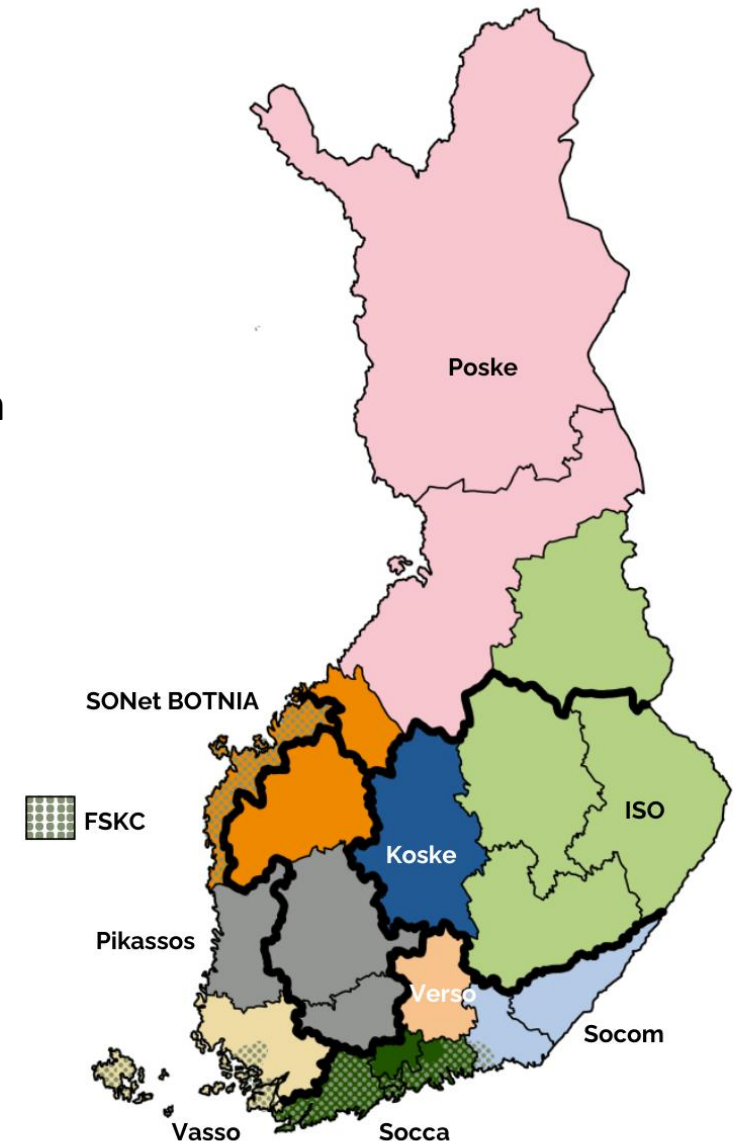 Poske
SONet BOTNIA
FSKC
ISO
Koske
Pikassos
Verso
Socom
Vasso
Socca